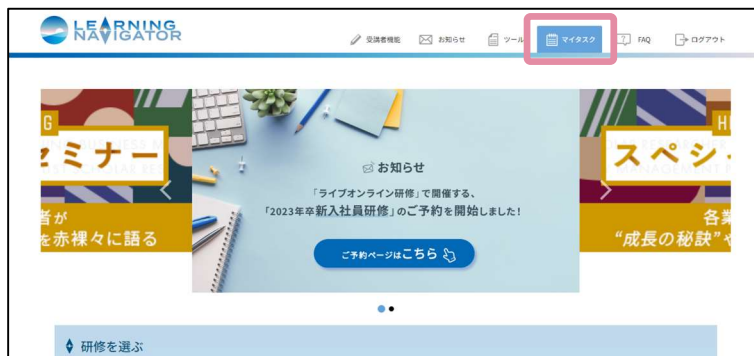 LEARNING
NAVIGATOR
受講者機能
お知らせ
ツール
マイタスク
FAQ
ログアウト
セミナー
者が
を赤裸々に語る
お知らせ
「ライブオンライン研修」で開催する、
「2023年卒新入社員研修」のご予約を開始しました!
ご予約ページはこちら
スペシ
各業
“成長の秘訣”や
研修を選ぶ